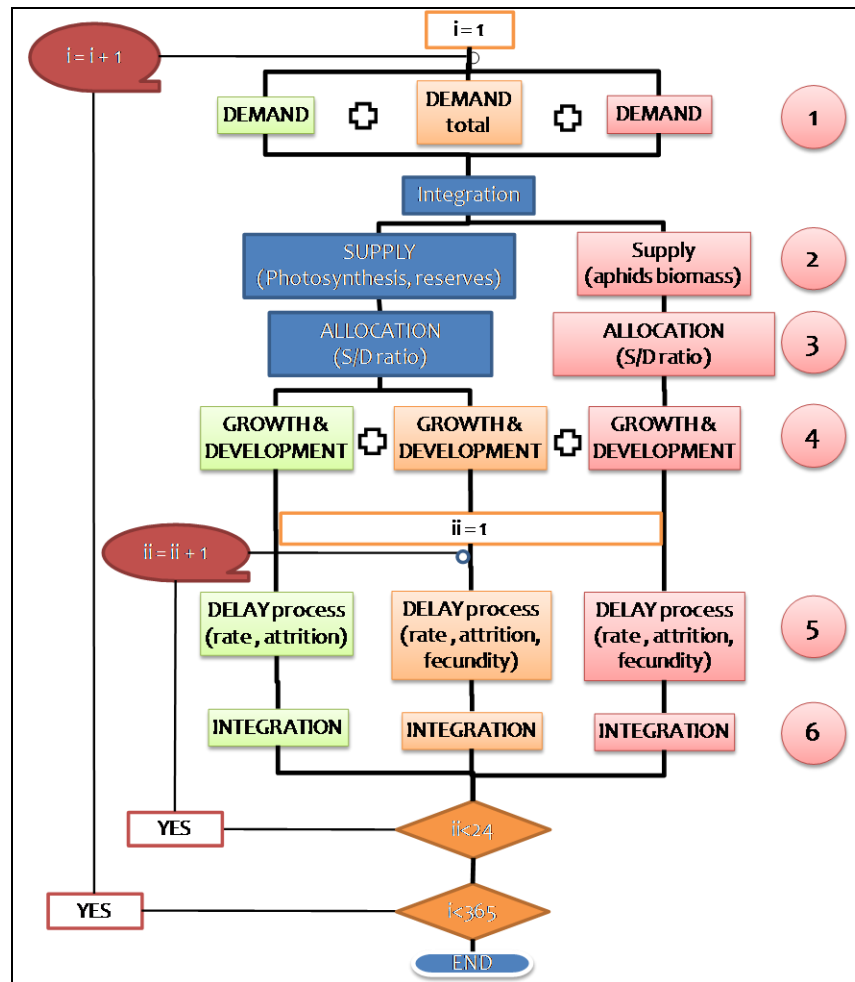 i = 1
i = i + 1
DEMAND
DEMAND
total
DEMAND
1
Integration
SUPPLY
(Photosynthesis, reserves)
Supply
(aphids biomass)
2
ALLOCATION
(S/D ratio)
ALLOCATION
(S/D ratio)
3
GROWTH &
DEVELOPMENT
GROWTH &
DEVELOPMENT
GROWTH &
DEVELOPMENT
4
ii = 1
ii = ii + 1
DELAY process
(rate , attrition)
DELAY process
(rate , attrition,
fecundity)
DELAY process
(rate , attrition,
fecundity)
5
INTEGRATION
INTEGRATION
INTEGRATION
6
YES
ii<24
YES
i<365
END